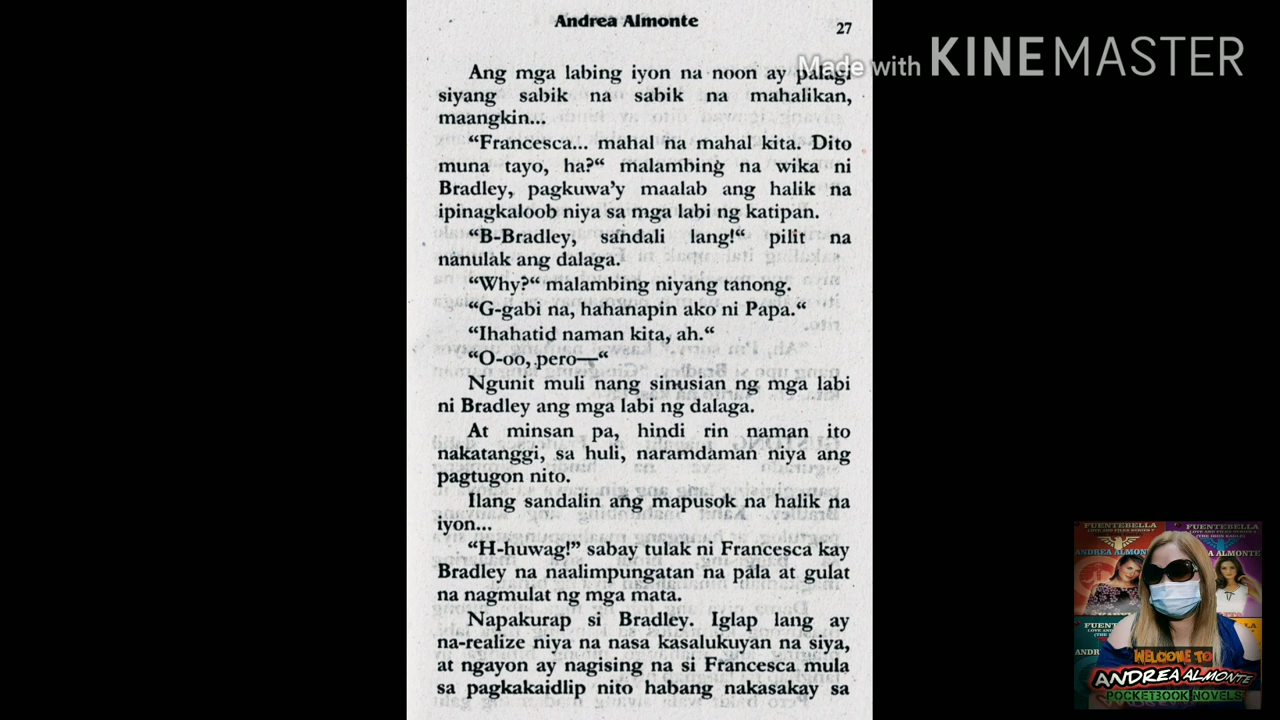 Andrea Almonte
27
Made with KINEMASTER
Ang mga labing iyon na noon ay palagi
siyang sabik na sabik na mahalikan,
maangkin...
“Francesca... mahal na mahal kita. Dito
muna tayo, ha?“ malambing na wika ni
Bradley, pagkuwa’y maalab ang halik na
ipinagkaloob niya sa mga labi ng katipan.
“B-Bradley, sandali lang!“ pilit na
nanulak ang dalaga.
“Why?“ malambing niyang tanong.
“G-gabi na, hahanapin ako ni Papa.“
“Ihahatid naman kita, ah.“
“O-oo, pero—“
Ngunit muli nang sinusian ng mga labi
ni Bradley ang mga labi ng dalaga.
At minsan pa, hindi rin naman ito
nakatanggi, sa huli, naramdaman niya ang
pagtugon nito.
Ilang sandalin ang mapusok na halik na
iyon...
“H-huwag!” sabay tulak ni Francesca kay
Bradley na naalimpungatan na pala at gulat
na nagmulat ng mga mata.
Napakurap si Bradley. Iglap lang ay
na-realize niya na nasa kasalukuyan na siya,
at ngayon ay nagising na si Francesca mula
sa pagkakaidlip nito habang nakasakay sa
FUENTEBELLA
FUENTEBELLA
ANDREA ALMON
ALMONTE
WELCOME TO
ANDREA ALMONTE
POCKETBOOK NOVELS